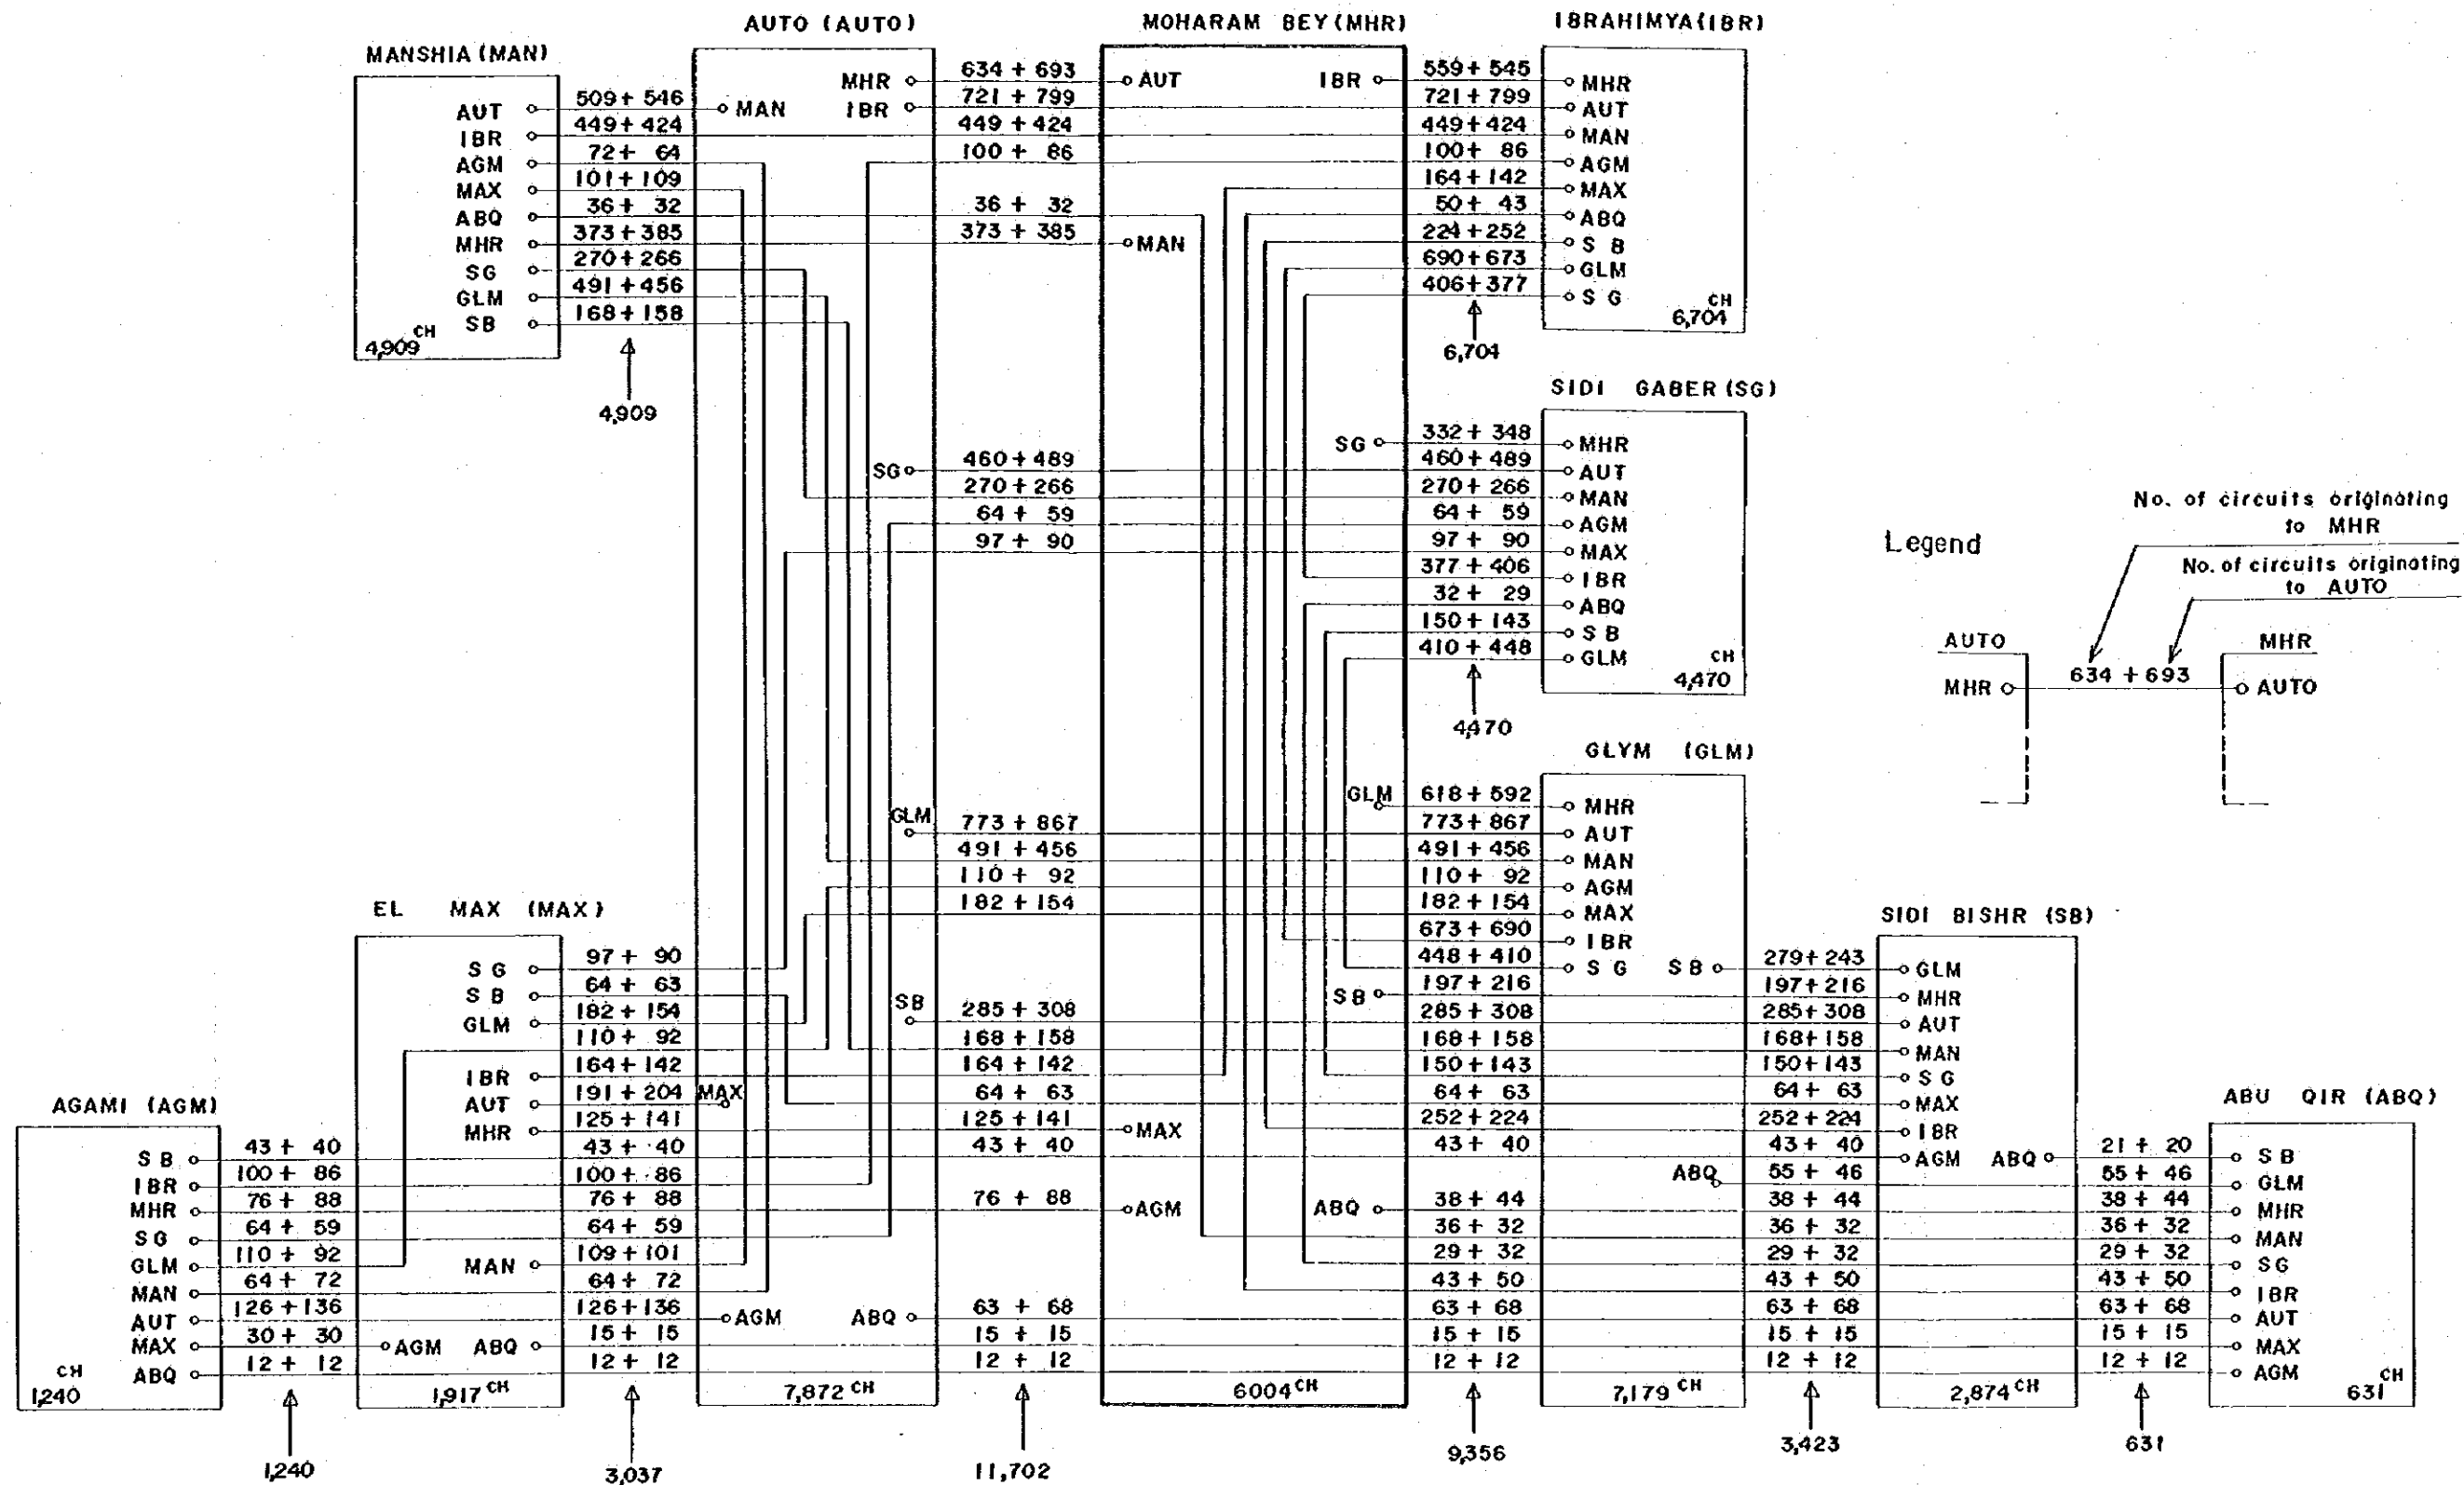 MANSHIA (MAN)
AUT
IBR
AGM
MAX
ABQ
MHR
SG
GLM
SB
4,909 CH
509 + 546
449 + 424
72 + 64
101 + 109
36 + 32
373 + 385
270 + 266
491 + 456
168 + 158
4,909
AUTO (AUTO)
MAN
MHR
IBR
SG
GLM
SB
MAX
AGM
ABQ
7,872 CH
634 + 693
721 + 799
449 + 424
100 + 86
36 + 32
373 + 385
460 + 489
270 + 266
64 + 59
97 + 90
773 + 867
491 + 456
110 + 92
182 + 154
285 + 308
168 + 158
164 + 142
64 + 63
125 + 141
43 + 40
76 + 88
63 + 68
15 + 15
12 + 12
11,702
MOHARAM BEY (MHR)
AUT
IBR
MAN
SG
GLM
SB
MAX
AGM
ABQ
6004 CH
559 + 545
721 + 799
449 + 424
100 + 86
164 + 142
50 + 43
224 + 252
690 + 673
406 + 377
6,704
IBRAHIMYA (IBR)
MHR
AUT
MAN
AGM
MAX
ABQ
S B
GLM
S G
CH
6,704
332 + 348
460 + 489
270 + 266
64 + 59
97 + 90
377 + 406
32 + 29
150 + 143
410 + 448
4,470
SIDI GABER (SG)
MHR
AUT
MAN
AGM
MAX
IBR
ABQ
S B
GLM
CH
4,470
618 + 592
773 + 867
491 + 456
110 + 92
182 + 154
673 + 690
448 + 410
197 + 216
285 + 308
168 + 158
150 + 143
64 + 63
252 + 224
43 + 40
38 + 44
36 + 32
29 + 32
43 + 50
63 + 68
15 + 15
12 + 12
9,356
GLYM (GLM)
MHR
AUT
MAN
AGM
MAX
IBR
S G
S B
ABQ
7,179 CH
279 + 243
197 + 216
285 + 308
168 + 158
150 + 143
64 + 63
252 + 224
43 + 40
55 + 46
38 + 44
36 + 32
29 + 32
43 + 50
63 + 68
15 + 15
12 + 12
3,423
SIDI BISHR (SB)
GLM
MHR
AUT
MAN
S G
MAX
IBR
AGM
ABQ
2,874 CH
21 + 20
55 + 46
38 + 44
36 + 32
29 + 32
43 + 50
63 + 68
15 + 15
12 + 12
631
ABU QIR (ABQ)
S B
GLM
MHR
MAN
S G
IBR
AUT
MAX
AGM
CH
631
EL MAX (MAX)
S G
S B
GLM
IBR
AUT
MHR
MAN
AGM
ABQ
1,917 CH
97 + 90
64 + 63
182 + 154
110 + 92
164 + 142
191 + 204
125 + 141
43 + 40
100 + 86
76 + 88
64 + 59
109 + 101
64 + 72
126 + 136
15 + 15
12 + 12
3,037
AGAMI (AGM)
S B
IBR
MHR
S G
GLM
MAN
AUT
MAX
ABQ
CH
1,240
43 + 40
100 + 86
76 + 88
64 + 59
110 + 92
64 + 72
126 + 136
30 + 30
12 + 12
1,240
Legend
No. of circuits originating
to MHR
No. of circuits originating
to AUTO
AUTO
MHR
634 + 693
MHR
AUTO